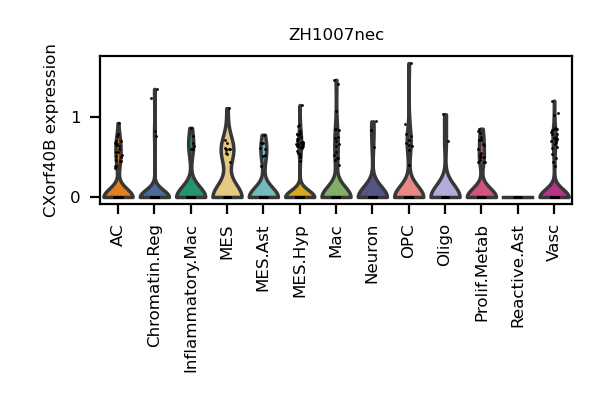 ZH1007nec
CXorf40B expression
1
0
AC
Chromatin.Reg
Inflammatory.Mac
MES
MES.Ast
MES.Hyp
Mac
Neuron
OPC
Oligo
Prolif.Metab
Reactive.Ast
Vasc